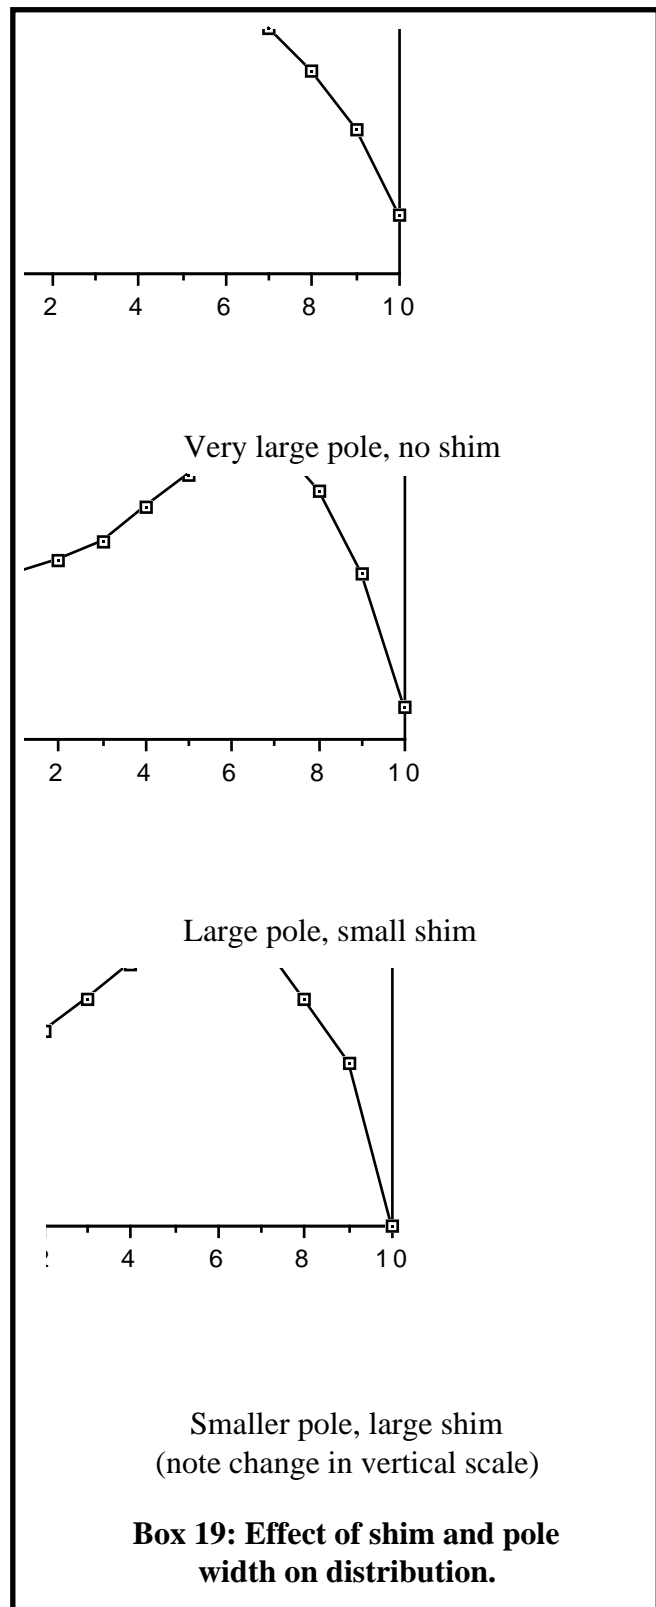 2 4 6 8 10
Very large pole, no shim
2 4 6 8 10
Large pole, small shim
4 6 8 10
Smaller pole, large shim
(note change in vertical scale)
Box 19: Effect of shim and pole
width on distribution.